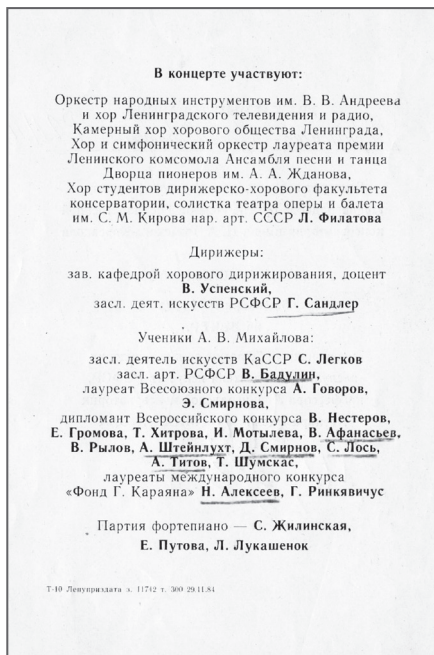 В концерте участвуют:
Оркестр народных инструментов им. В. В. Андреева
и хор Ленинградского телевидения и радио,
Камерный хор хорового общества Ленинграда,
Хор и симфонический оркестр лауреата премии
Ленинского комсомола Ансамбля песни и танца
Дворца пионеров им. А. А. Жданова,
Хор студентов дирижерско-хорового факультета
консерватории, солистка театра оперы и балета
им. С. М. Кирова нар. арт. СССР Л. Филатова
Дирижеры:
зав. кафедрой хорового дирижирования, доцент
В. Успенский,
засл. деят. искусств РСФСР Г. Сандлер
Ученики А. В. Михайлова:
засл. деятель искусств КаССР С. Легков
засл. арт. РСФСР В. Бадулин,
лауреат Всесоюзного конкурса А. Говоров,
Э. Смирнова,
дипломант Всероссийского конкурса В. Нестеров,
Е. Громова, Т. Хитрова, И. Мотылева, В. Афанасьев,
В. Рылов, А. Штейнлухт, Д. Смирнов, С. Лось,
А. Титов, Т. Шумскас,
лауреаты международного конкурса
«Фонд Г. Караяна» Н. Алексеев, Г. Ринкявичус
Партия фортепиано — С. Жилинская,
Е. Путова, Л. Лукашенок
Т-10 Ленуприздата з. 11742 т. 300 29.11.84